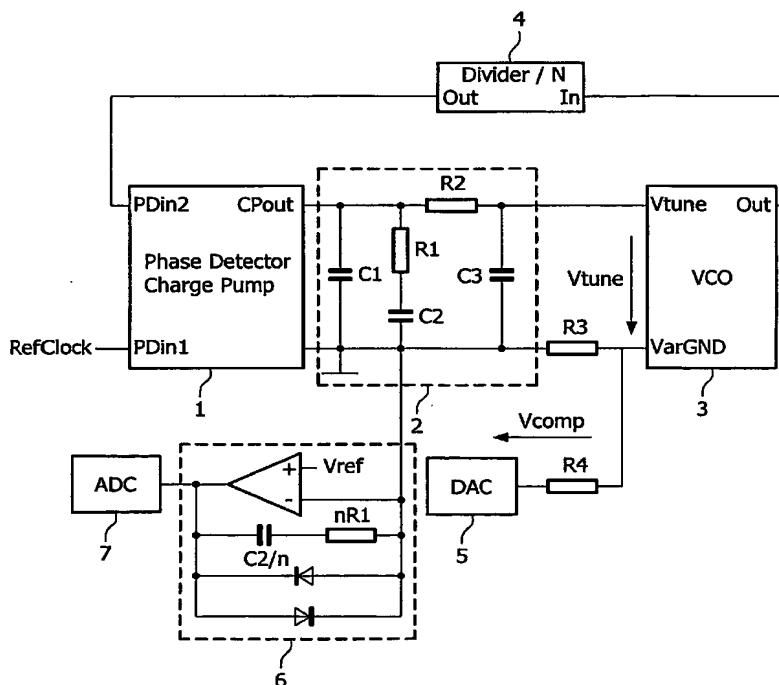 4
Divider / N
Out In
PDin2 CPout
Phase Detector
Charge Pump
RefClock
PDin1
1
R2
R1
C1
C2
C3
2
Vtune Out
VCO
Vtune
R3
VarGND
3
Vcomp
R4
DAC
5
ADC
7
+
-
Vref
nR1
C2/n
6